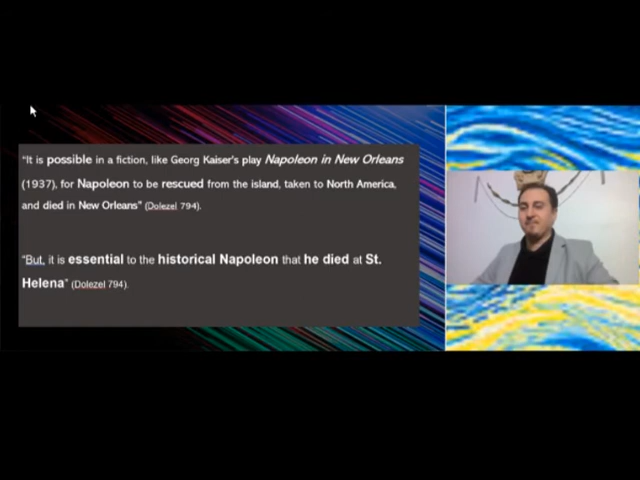 “It is possible in a fiction, like Georg Kaiser's play Napoleon in New Orleans
(1937), for Napoleon to be rescued from the island, taken to North America,
and died in New Orleans” (Dolezel 794).
“But, it is essential to the historical Napoleon that he died at St.
Helena” (Dolezel 794).